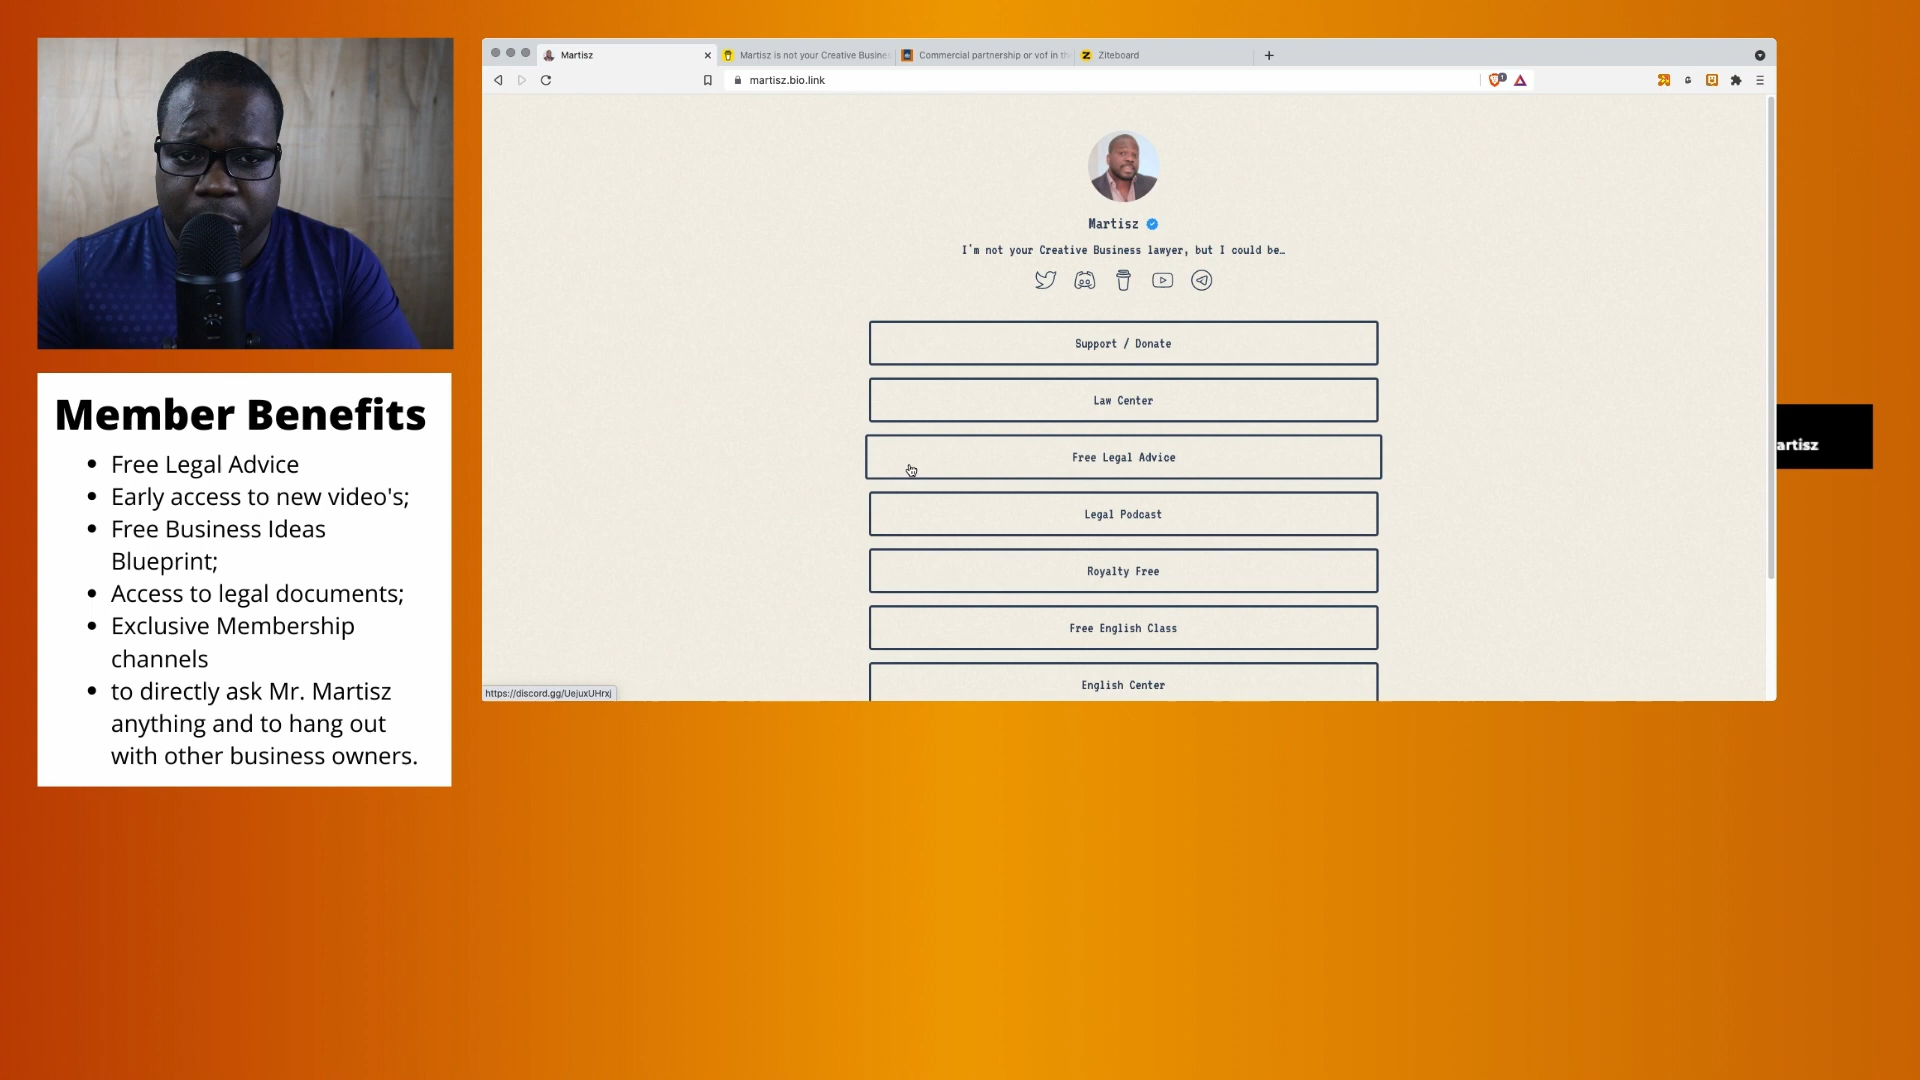 Member Benefits
Free Legal Advice
Early access to new video's;
Free Business Ideas
Blueprint;
Access to legal documents;
Exclusive Membership
channels
to directly ask Mr. Martisz
anything and to hang out
with other business owners.
Martisz
Martisz is not your Creative Busine
Commercial partnership or vof in th
Ziteboard
martisz.bio.link
Martisz
I'm not your Creative Business lawyer, but I could be…
Support / Donate
Law Center
Free Legal Advice
Legal Podcast
Royalty Free
Free English Class
English Center
https://discord.gg/UejuxUHrxj
artisz